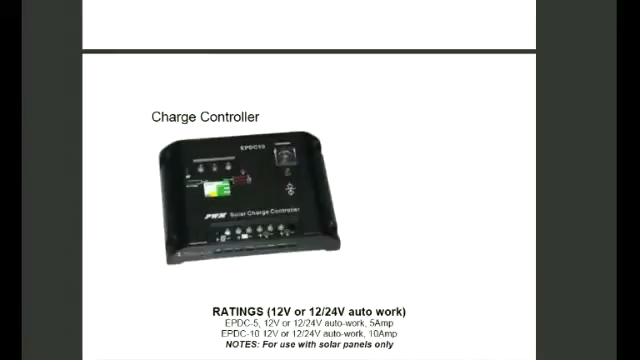 Charge Controller
EPDC10
PWM Solar Charge Controller
RATINGS (12V or 12/24V auto work)
EPDC-5, 12V or 12/24V auto-work, 5Amp
EPDC-10 12V or 12/24V auto-work, 10Amp
NOTES: For use with solar panels only